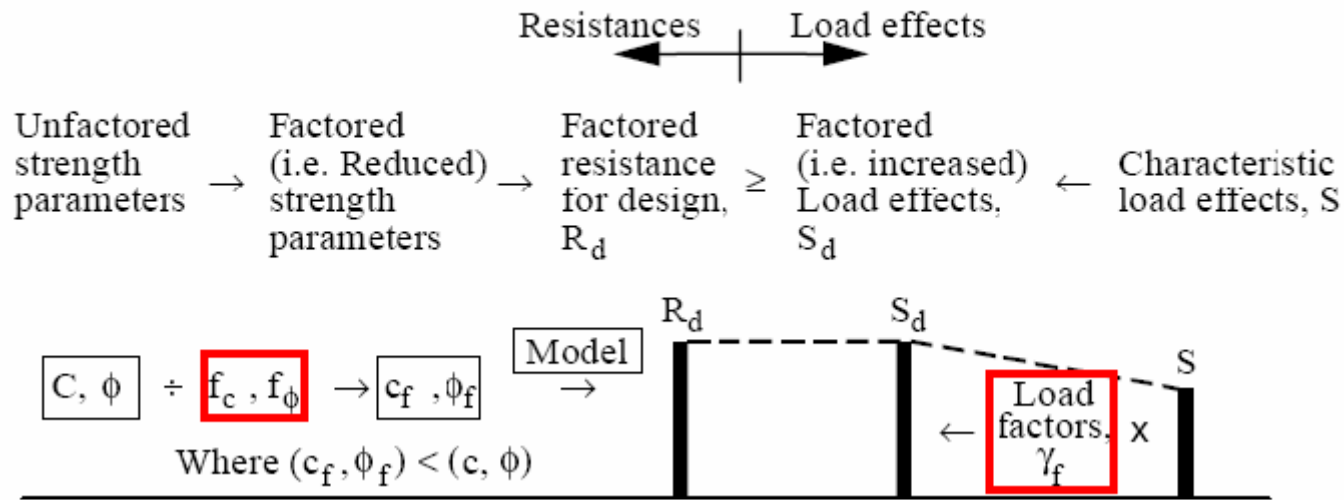 Resistances Load effects
Unfactored strength parameters → Factored (i.e. Reduced) strength parameters → Factored resistance for design, R_d ≥ Factored (i.e. increased) Load effects, S_d ← Characteristic load effects, S
R_d S_d S
C, ϕ ÷ f_c , f_ϕ → c_f , ϕ_f Model → ← Load factors, γ_f x
Where (c_f, ϕ_f) < (c, ϕ)